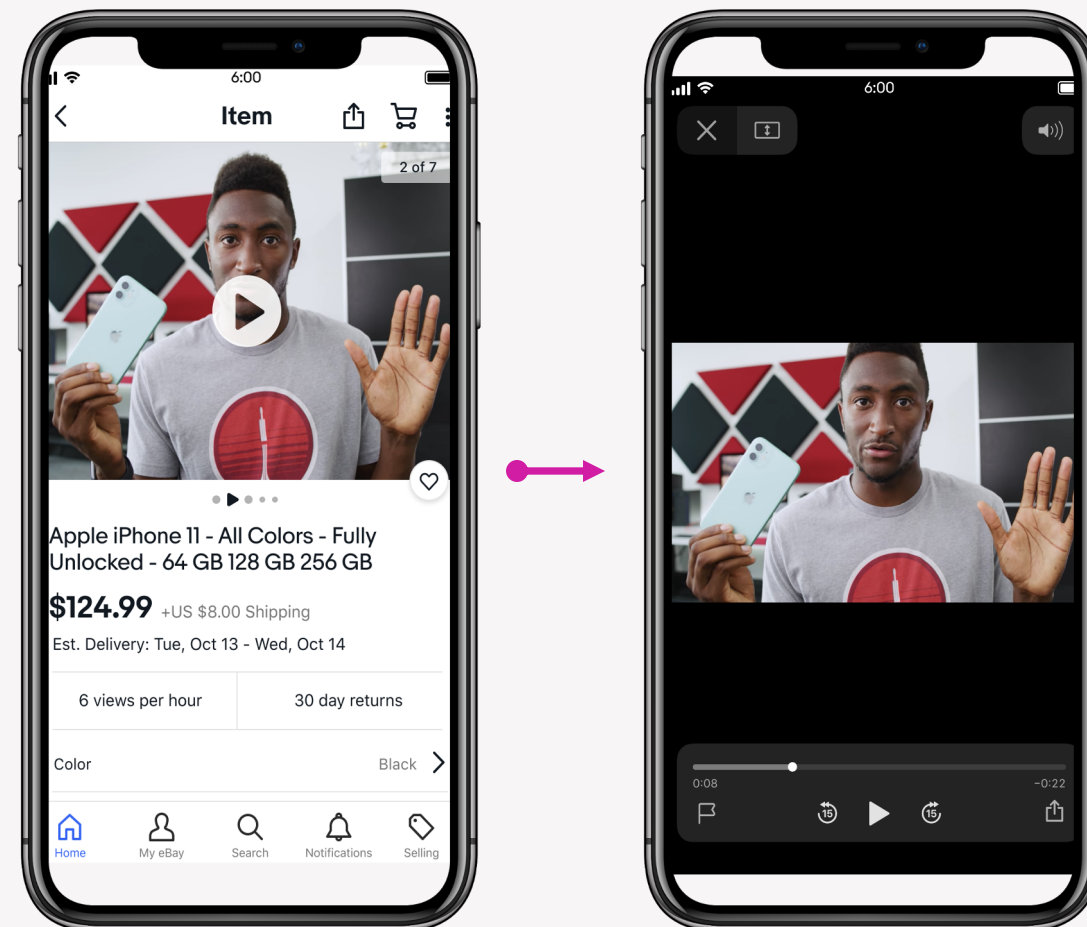 6:00
Item
2 of 7
Apple iPhone 11 - All Colors - Fully
Unlocked - 64 GB 128 GB 256 GB
$124.99 +US $8.00 Shipping
Est. Delivery: Tue, Oct 13 - Wed, Oct 14
6 views per hour
30 day returns
Color
Black
Home
My eBay
Search
Notifications
Selling
6:00
0:08
-0:22
15
15